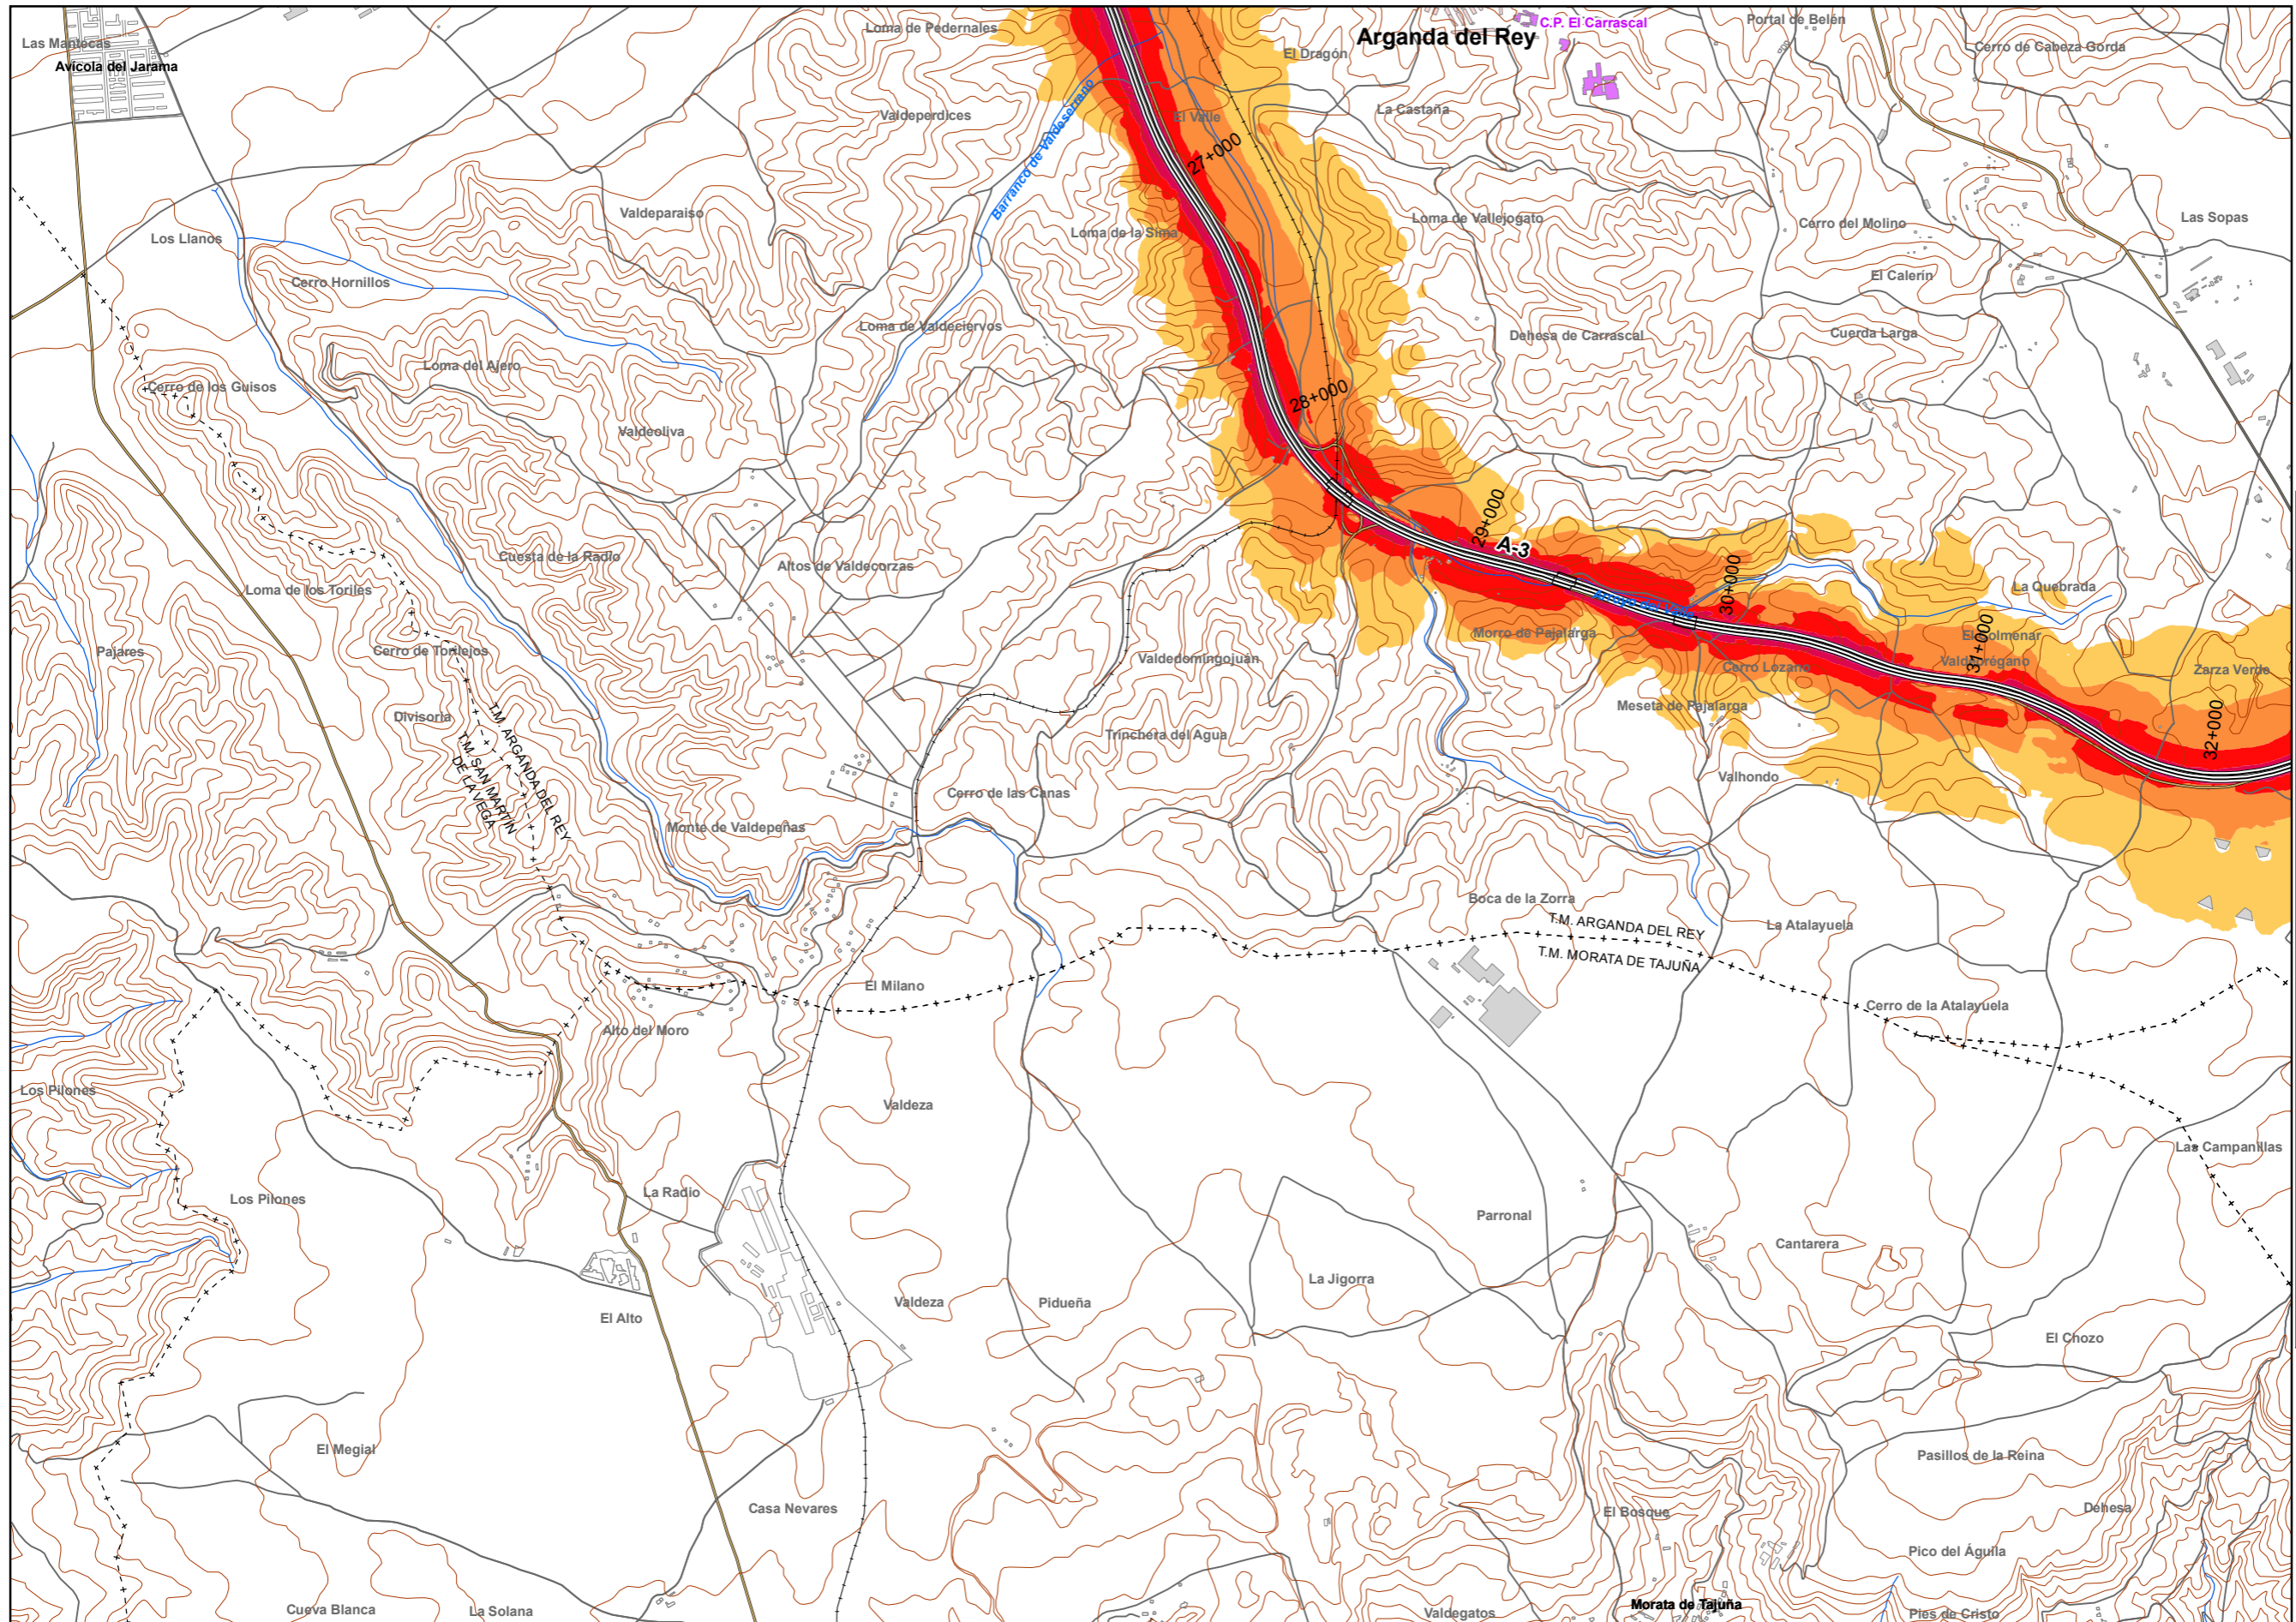 Las Mantecas
Avícola del Jarama
Loma de Pedernales
El Dragón
Arganda del Rey
C.P. El Carrascal
Portal de Belén
Cerro de Cabeza Gorda
Valdeperdices
Barranco de Valdeserrano
El Valle
27+000
La Castaña
Valdeparaiso
Los Llanos
Loma de la Sima
Loma de Vallejogato
Cerro del Molino
Las Sopas
Cerro Hornillos
El Calerín
Loma de Valdeciervos
Dehesa de Carrascal
Cuerda Larga
Loma del Ajero
Cerro de los Guisos
28+000
Valdeoliva
29+000
A-3
Cuesta de la Radio
Altos de Valdecorzas
Loma de los Toriles
30+000
La Quebrada
Morro de Pajalarga
31+000
El Colmenar
Pajares
Cerro de Tornejos
Valdedomingojuán
Cerro Lozano
Valdeprégano
Zarza Verde
Divisoria
T.M. ARGANDA DEL REY
T.M. SAN MARTÍN
DE LA VEGA
Meseta de Pajalarga
32+000
Trinchera del Agua
Valhondo
Cerro de las Canas
Monte de Valdepeñas
Boca de la Zorra
T.M. ARGANDA DEL REY
La Atalayuela
T.M. MORATA DE TAJUÑA
El Milano
Cerro de la Atalayuela
Alto del Moro
Los Pilones
Valdeza
Las Campanillas
Los Pilones
La Radio
Parronal
Cantarera
La Jigorra
Valdeza
Pidueña
El Alto
El Chozo
El Megial
Pasillos de la Reina
Casa Nevares
El Bosque
Dehesa
Pico del Águila
Cueva Blanca
La Solana
Valdegatos
Morata de Tajuña
Pies de Cristo